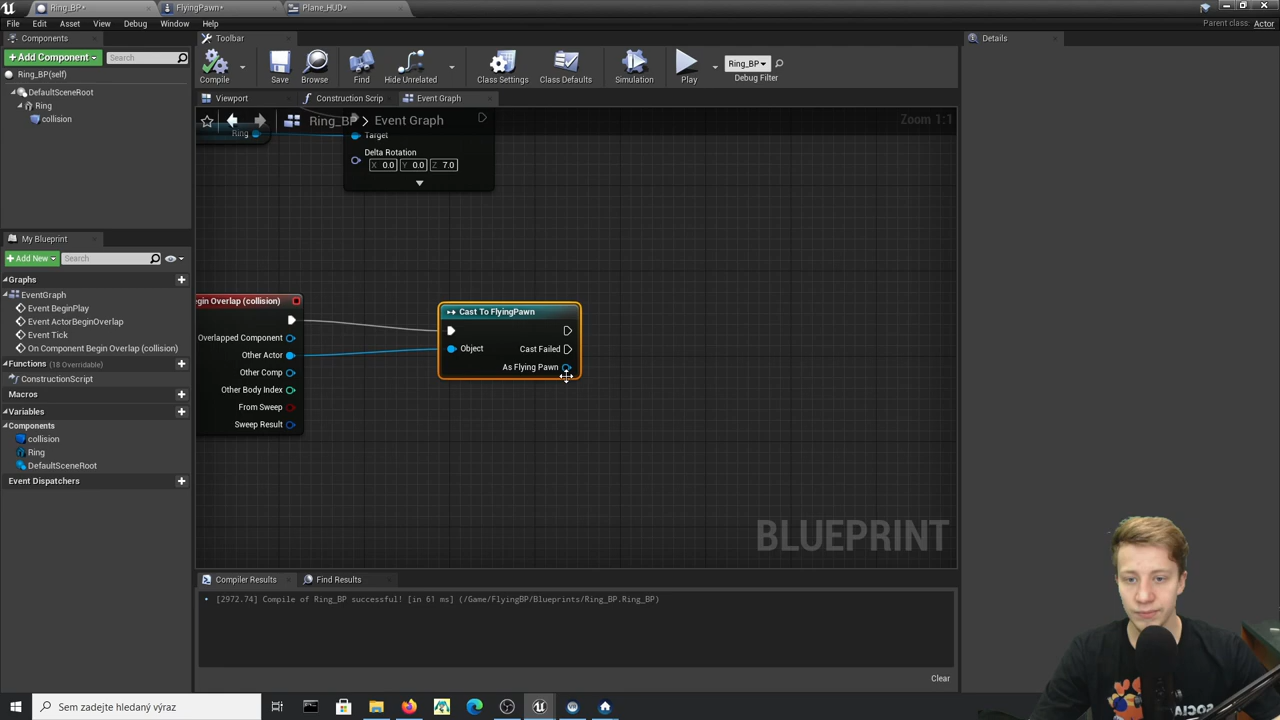 Ring_BP*
FlyingPawn*
Plane_HUD*
File Edit Asset View Debug Window Help
Parent class: Actor
Components
Toolbar
Details
+Add Component
Search
Ring_BP(self)
DefaultSceneRoot
Ring
collision
Compile
Save
Browse
Find
Hide Unrelated
Class Settings
Class Defaults
Simulation
Play
Ring_BP
Debug Filter
Viewport
Construction Scrip
Event Graph
Ring_BP > Event Graph
Zoom 1:1
Ring
Target
Delta Rotation
X 0.0 Y 0.0 Z 7.0
My Blueprint
+Add New
Search
Graphs
EventGraph
Event BeginPlay
Event ActorBeginOverlap
Event Tick
On Component Begin Overlap (collision)
Functions (18 Overridable)
ConstructionScript
Macros
Variables
Components
collision
Ring
DefaultSceneRoot
Event Dispatchers
gin Overlap (collision)
Overlapped Component
Other Actor
Other Comp
Other Body Index
From Sweep
Sweep Result
Cast To FlyingPawn
Object
Cast Failed
As Flying Pawn
BLUEPRINT
Compiler Results
Find Results
[2972.74] Compile of Ring_BP successful! [in 61 ms] (/Game/FlyingBP/Blueprints/Ring_BP.Ring_BP)
Clear
SOCIAL
Sem zadejte hledaný výraz